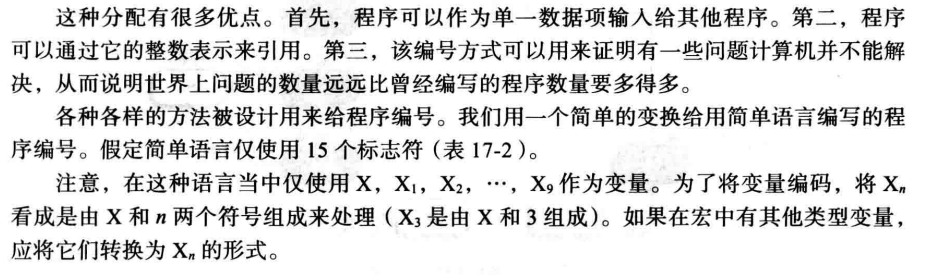 这种分配有很多优点。首先，程序可以作为单一数据项输入给其他程序。第二，程序
可以通过它的整数表示来引用。第三，该编号方式可以用来证明有一些问题计算机并不能解
决，从而说明世界上问题的数量远远比曾经编写的程序数量要多得多。
各种各样的方法被设计用来给程序编号。我们用一个简单的变换给用简单语言编写的程
序编号。假定简单语言仅使用 15 个标志符（表 17-2）。
注意，在这种语言当中仅使用 X，X₁，X₂，…，X₉ 作为变量。为了将变量编码，将 Xₙ
看成是由 X 和 n 两个符号组成来处理（X₃ 是由 X 和 3 组成）。如果在宏中有其他类型变量，
应将它们转换为 Xₙ 的形式。